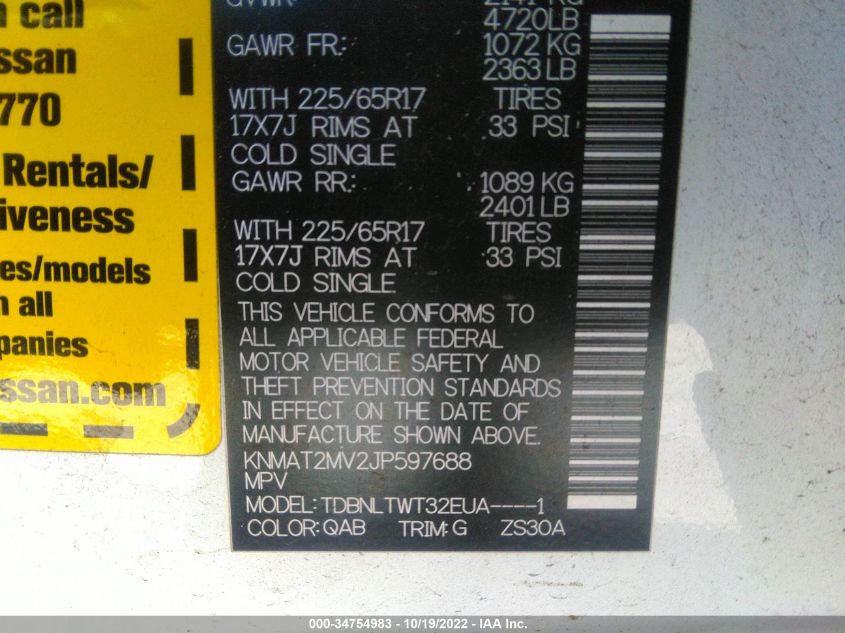 n call
ssan
770
Rentals/
iveness
es/models
n all
panies
ssan.com
GVWR: 2141 KG
4720LB
GAWR FR.: 1072 KG
2363 LB
WITH 225/65R17 TIRES
17X7J RIMS AT 33 PSI
COLD SINGLE
GAWR RR.: 1089 KG
2401 LB
WITH 225/65R17 TIRES
17X7J RIMS AT 33 PSI
COLD SINGLE
THIS VEHICLE CONFORMS TO
ALL APPLICABLE FEDERAL
MOTOR VEHICLE SAFETY AND
THEFT PREVENTION STANDARDS
IN EFFECT ON THE DATE OF
MANUFACTURE SHOWN ABOVE.
KNMAT2MV2JP597688
MPV
MODEL:TDBNLTWT32EUA----1
COLOR:QAB TRIM:G ZS30A
000-34754983 - 10/19/2022 - IAA Inc.